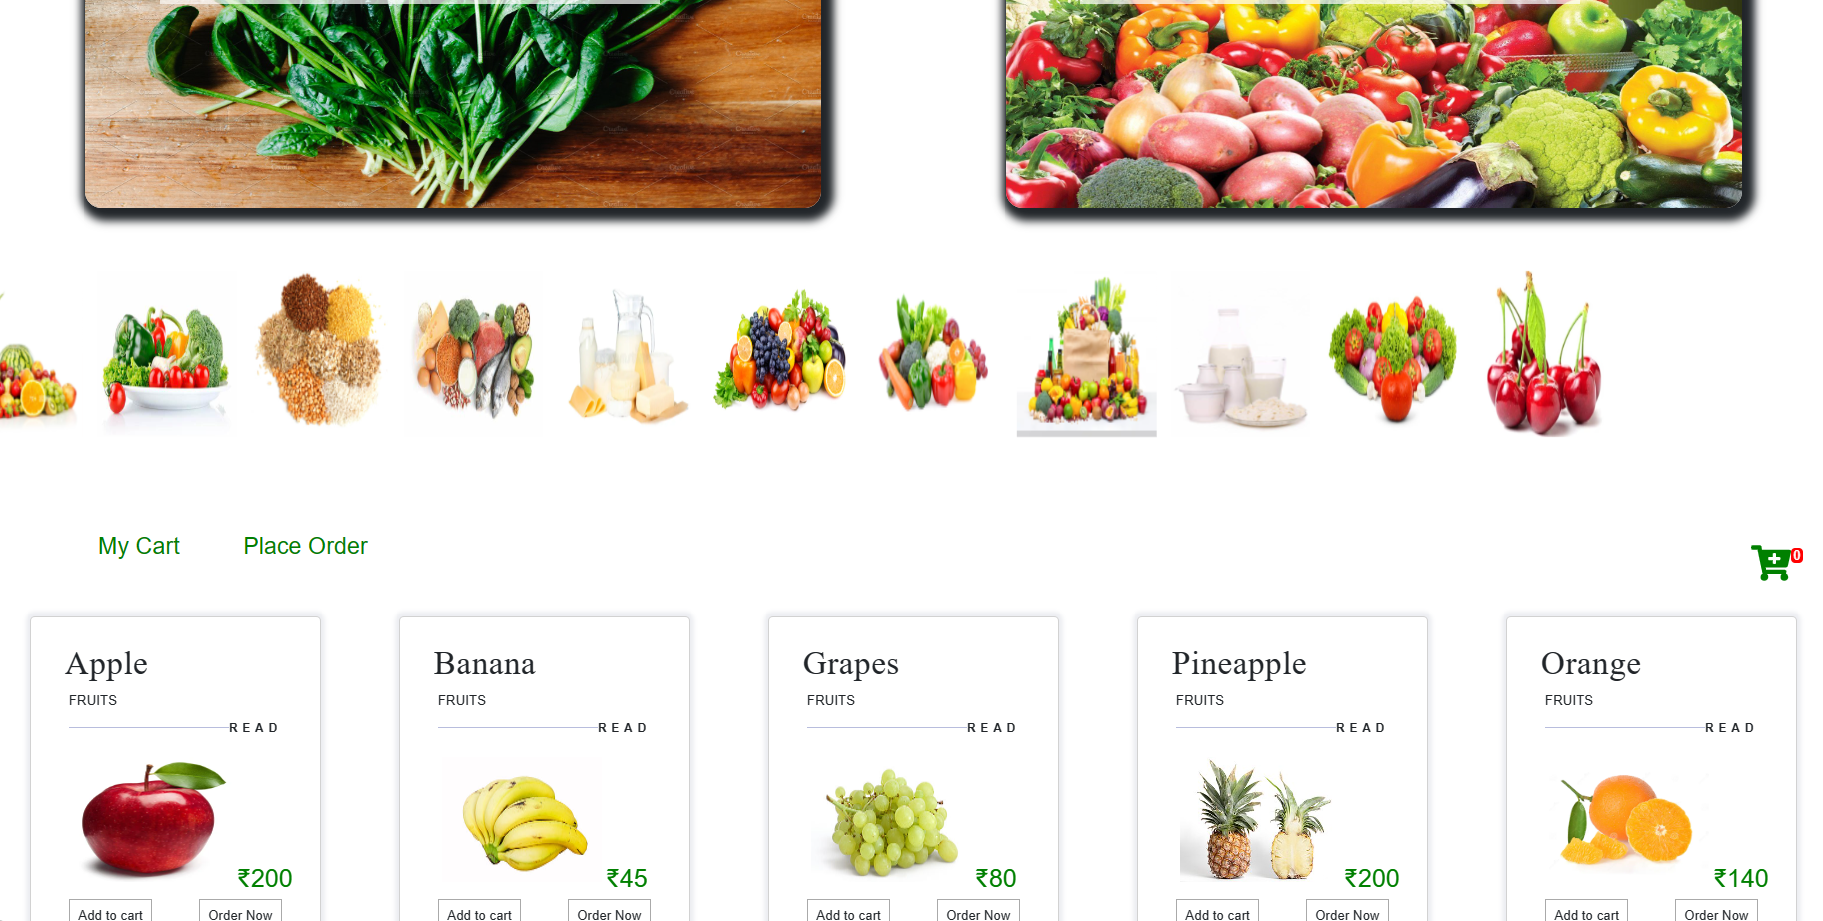 My Cart Place Order
0
Apple Banana Grapes Pineapple Orange
FRUITS FRUITS FRUITS FRUITS FRUITS
READ READ READ READ READ
₹200 ₹45 ₹80 ₹200 ₹140
Add to cart Order Now Add to cart Order Now Add to cart Order Now Add to cart Order Now Add to cart Order Now